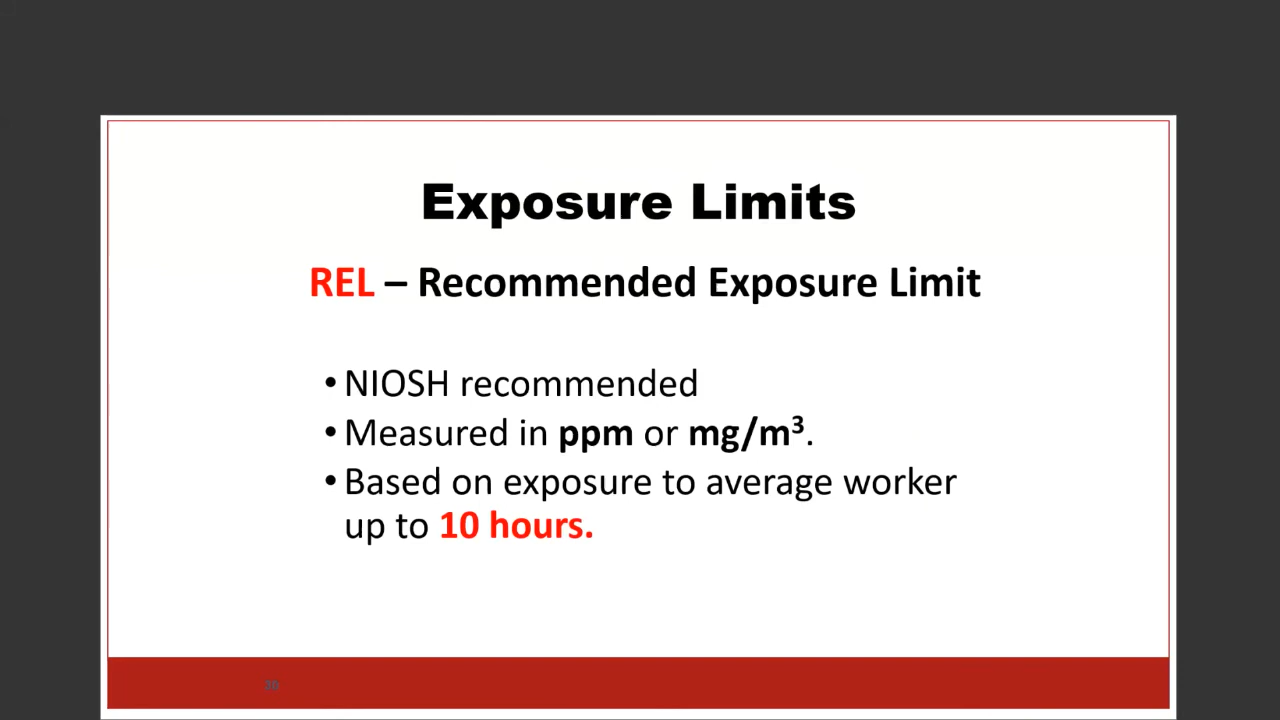 Exposure Limits
REL – Recommended Exposure Limit
• NIOSH recommended
• Measured in ppm or mg/m³.
• Based on exposure to average worker
up to 10 hours.
20